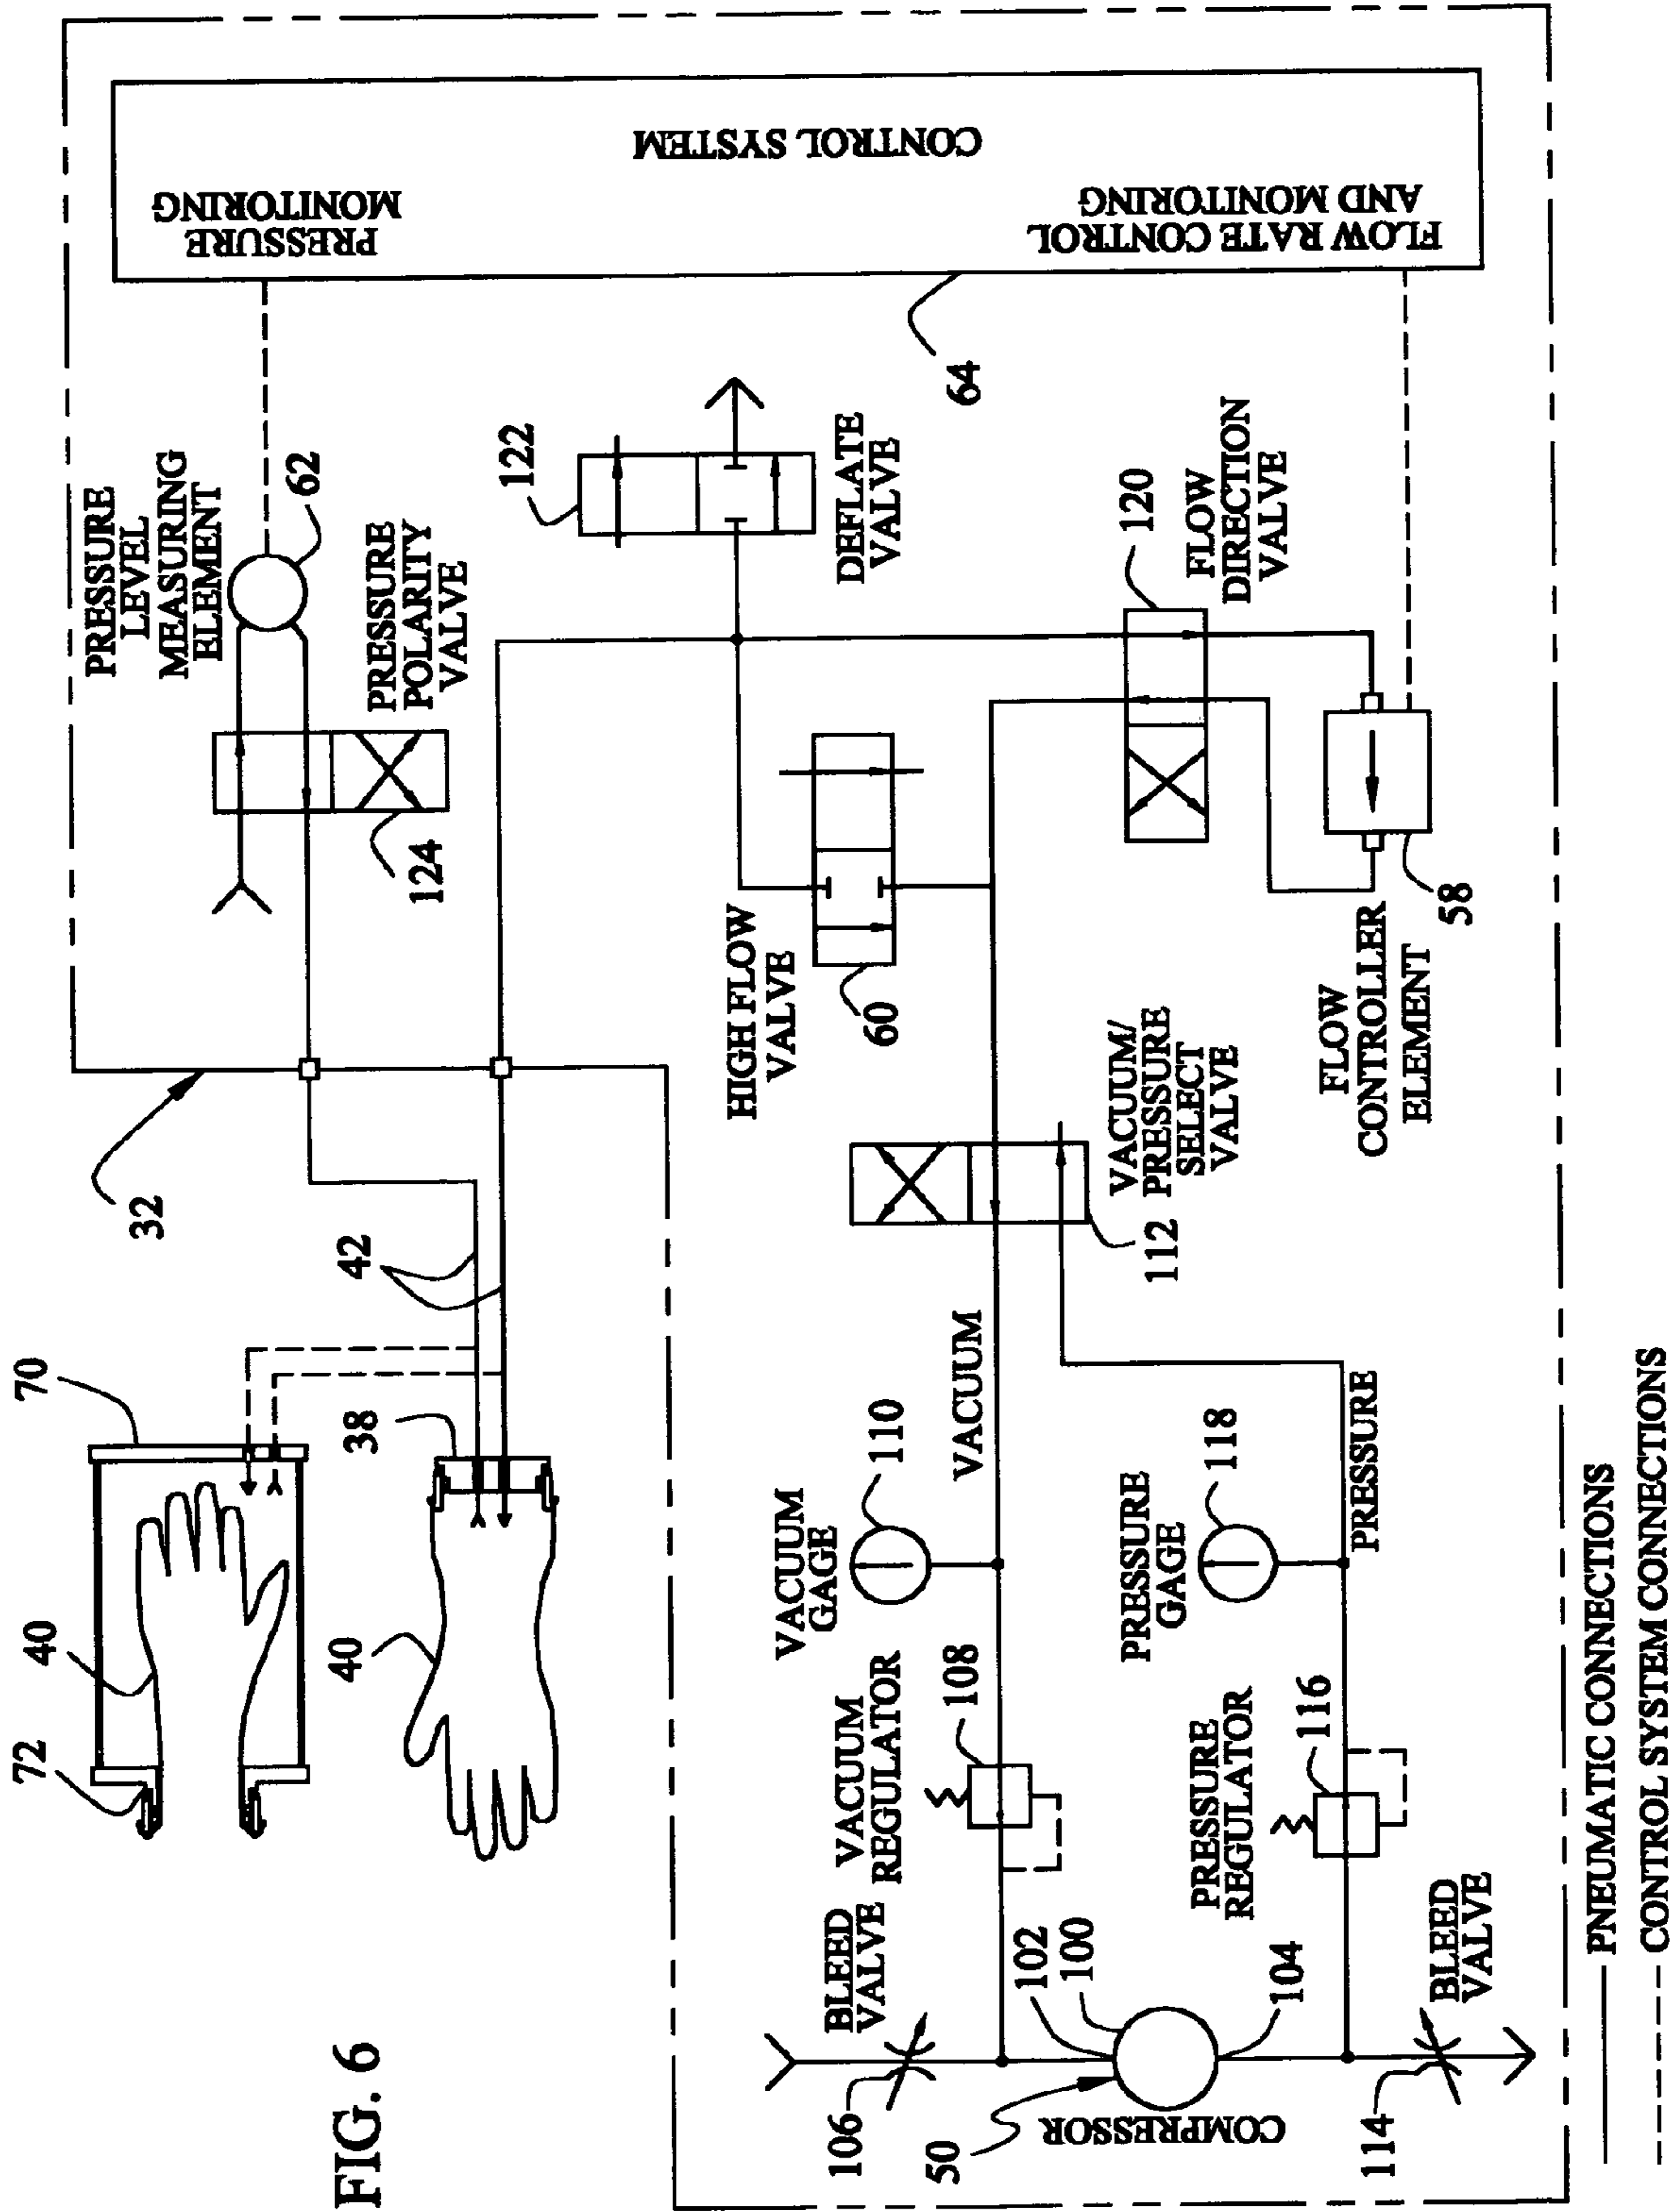 FIG. 6
72
40
70
40
38
42
32
PRESSURE
LEVEL
MEASURING
ELEMENT
62
PRESSURE
POLARITY
VALVE
124
PRESSURE
MONITORING
CONTROL SYSTEM
FLOW RATE CONTROL
AND MONITORING
64
122
DEFLATE
VALVE
HIGH FLOW
VALVE
60
120
FLOW
DIRECTION
VALVE
FLOW
CONTROLLER
ELEMENT
58
VACUUM/
PRESSURE
SELECT
VALVE
112
VACUUM
VACUUM
GAGE
110
VACUUM
REGULATOR
108
BLEED
VALVE
106
102
100
104
50
COMPRESSOR
PRESSURE
GAGE
118
PRESSURE
PRESSURE
REGULATOR
116
BLEED
VALVE
114
PNEUMATIC CONNECTIONS
CONTROL SYSTEM CONNECTIONS